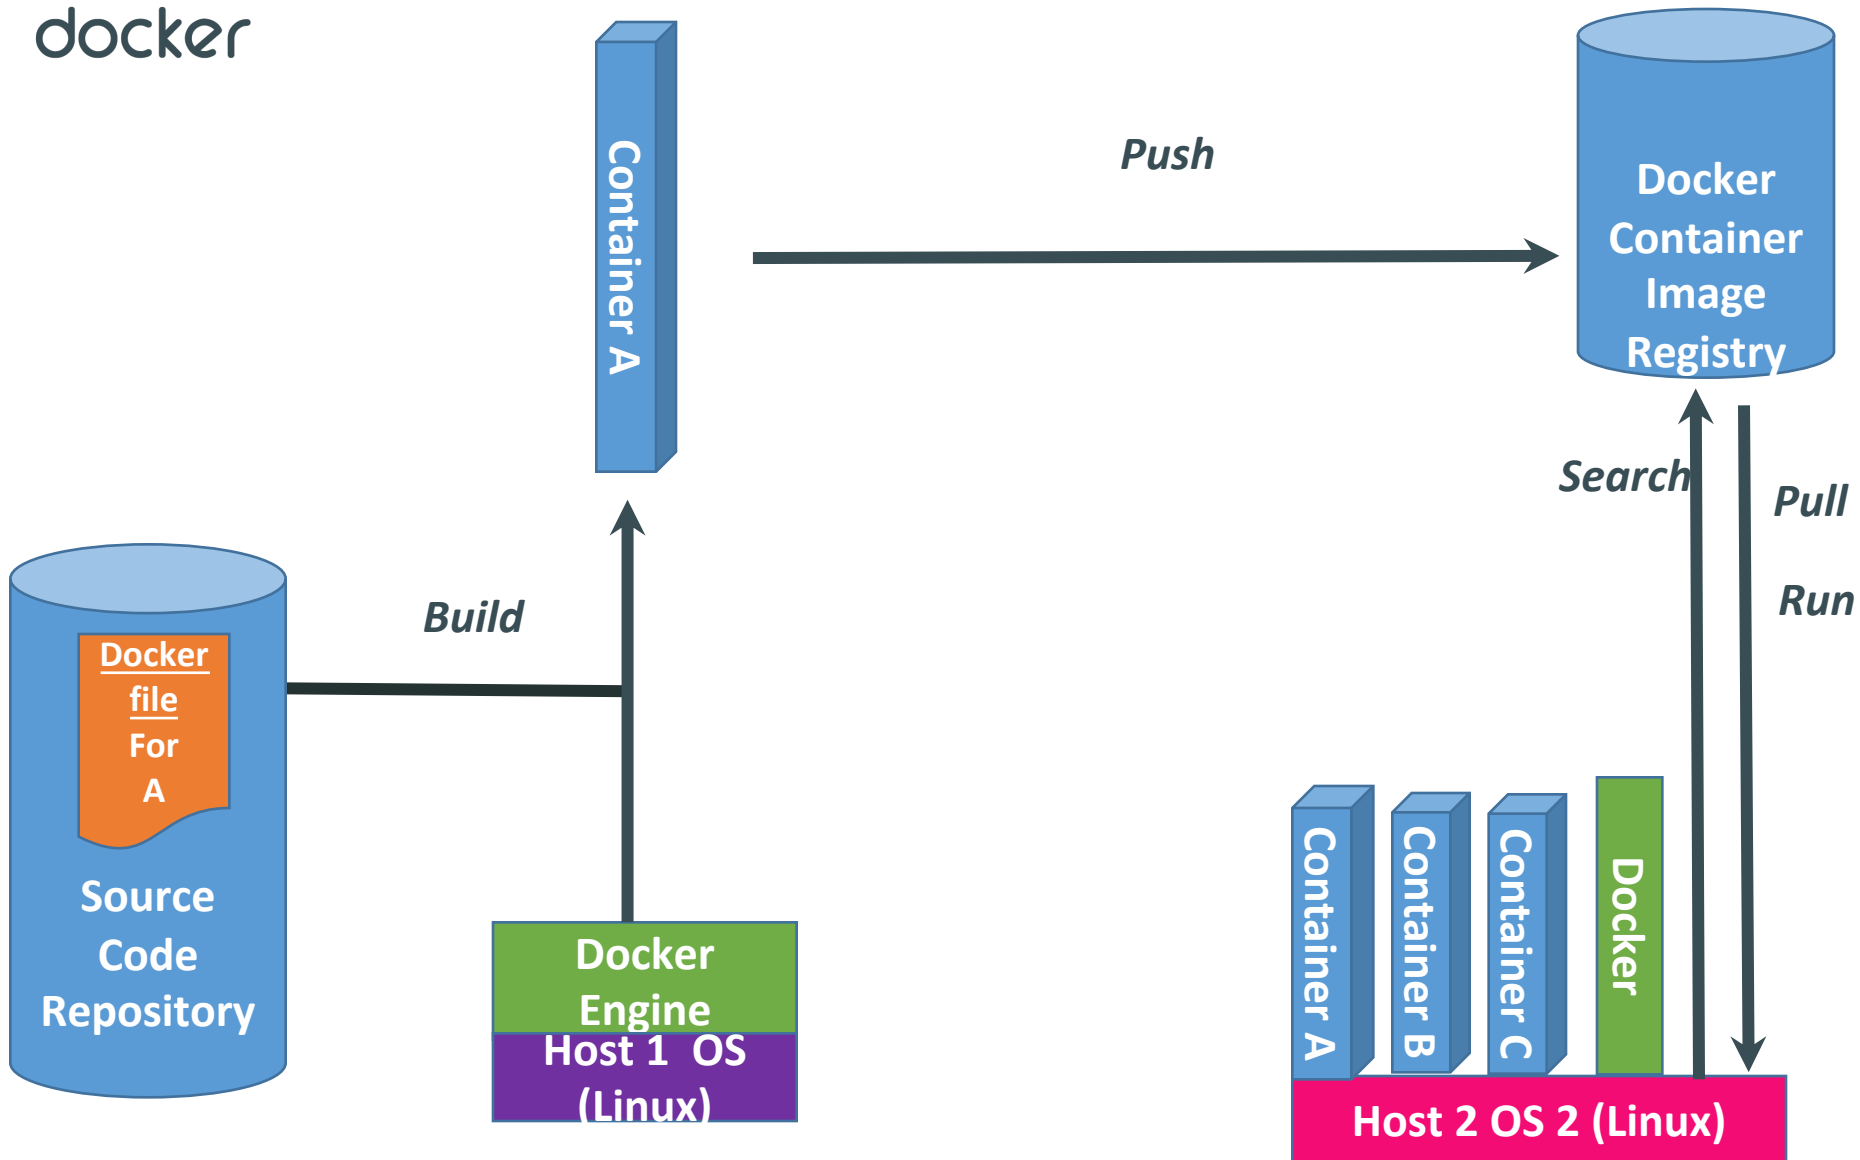 docker
Container A
Push
Docker
Container
Image
Registry
Search
Pull
Run
Build
Docker
file
For
A
Source
Code
Repository
Docker
Engine
Host 1 OS
(Linux)
Container A
Container B
Container C
Docker
Host 2 OS 2 (Linux)